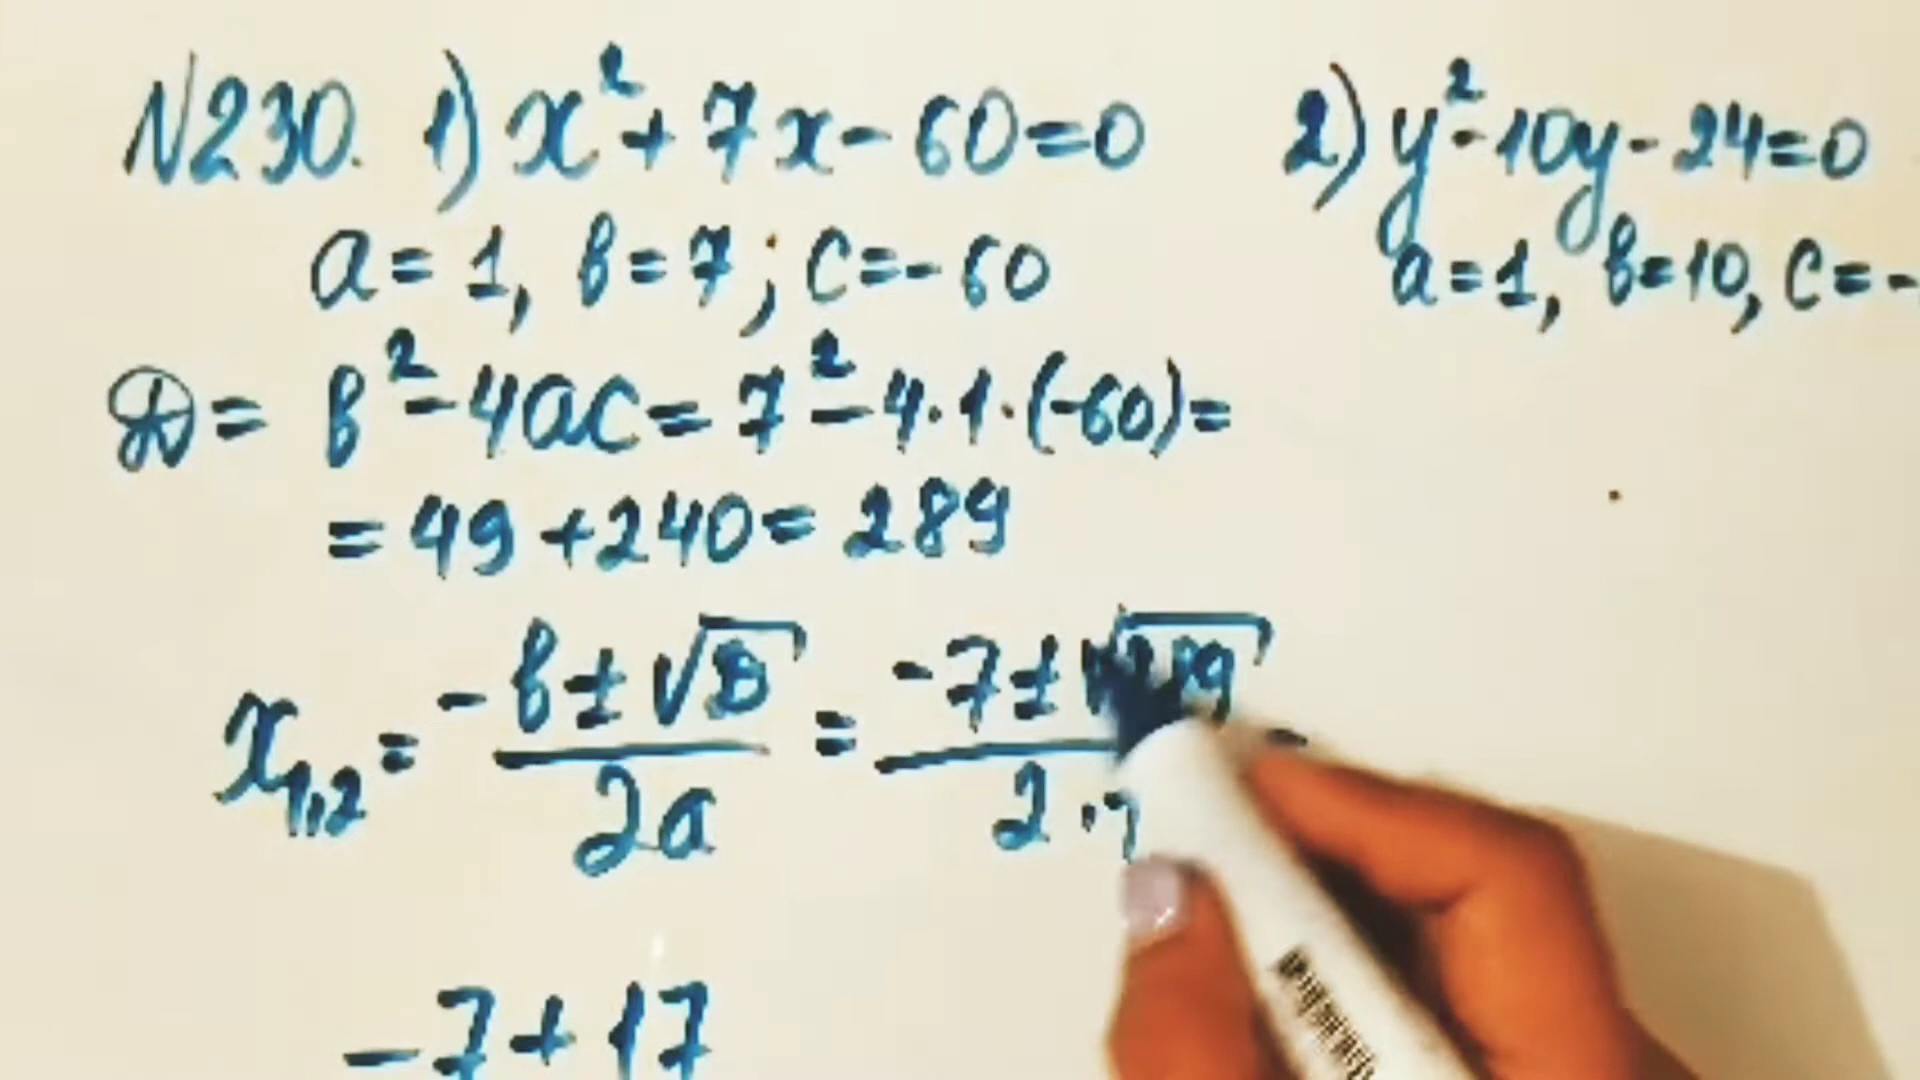 N230. 1) x² + 7x - 60 = 0
a = 1, b = 7; c = -60
D = b² - 4ac = 7² - 4·1·(-60) =
= 49 + 240 = 289
x₁,₂ = (-b ± √D)/(2a) = (-7 ± √289)/(2·
-7 + 17
2) y² - 10y - 24 = 0
a = 1, b = 10, c = -